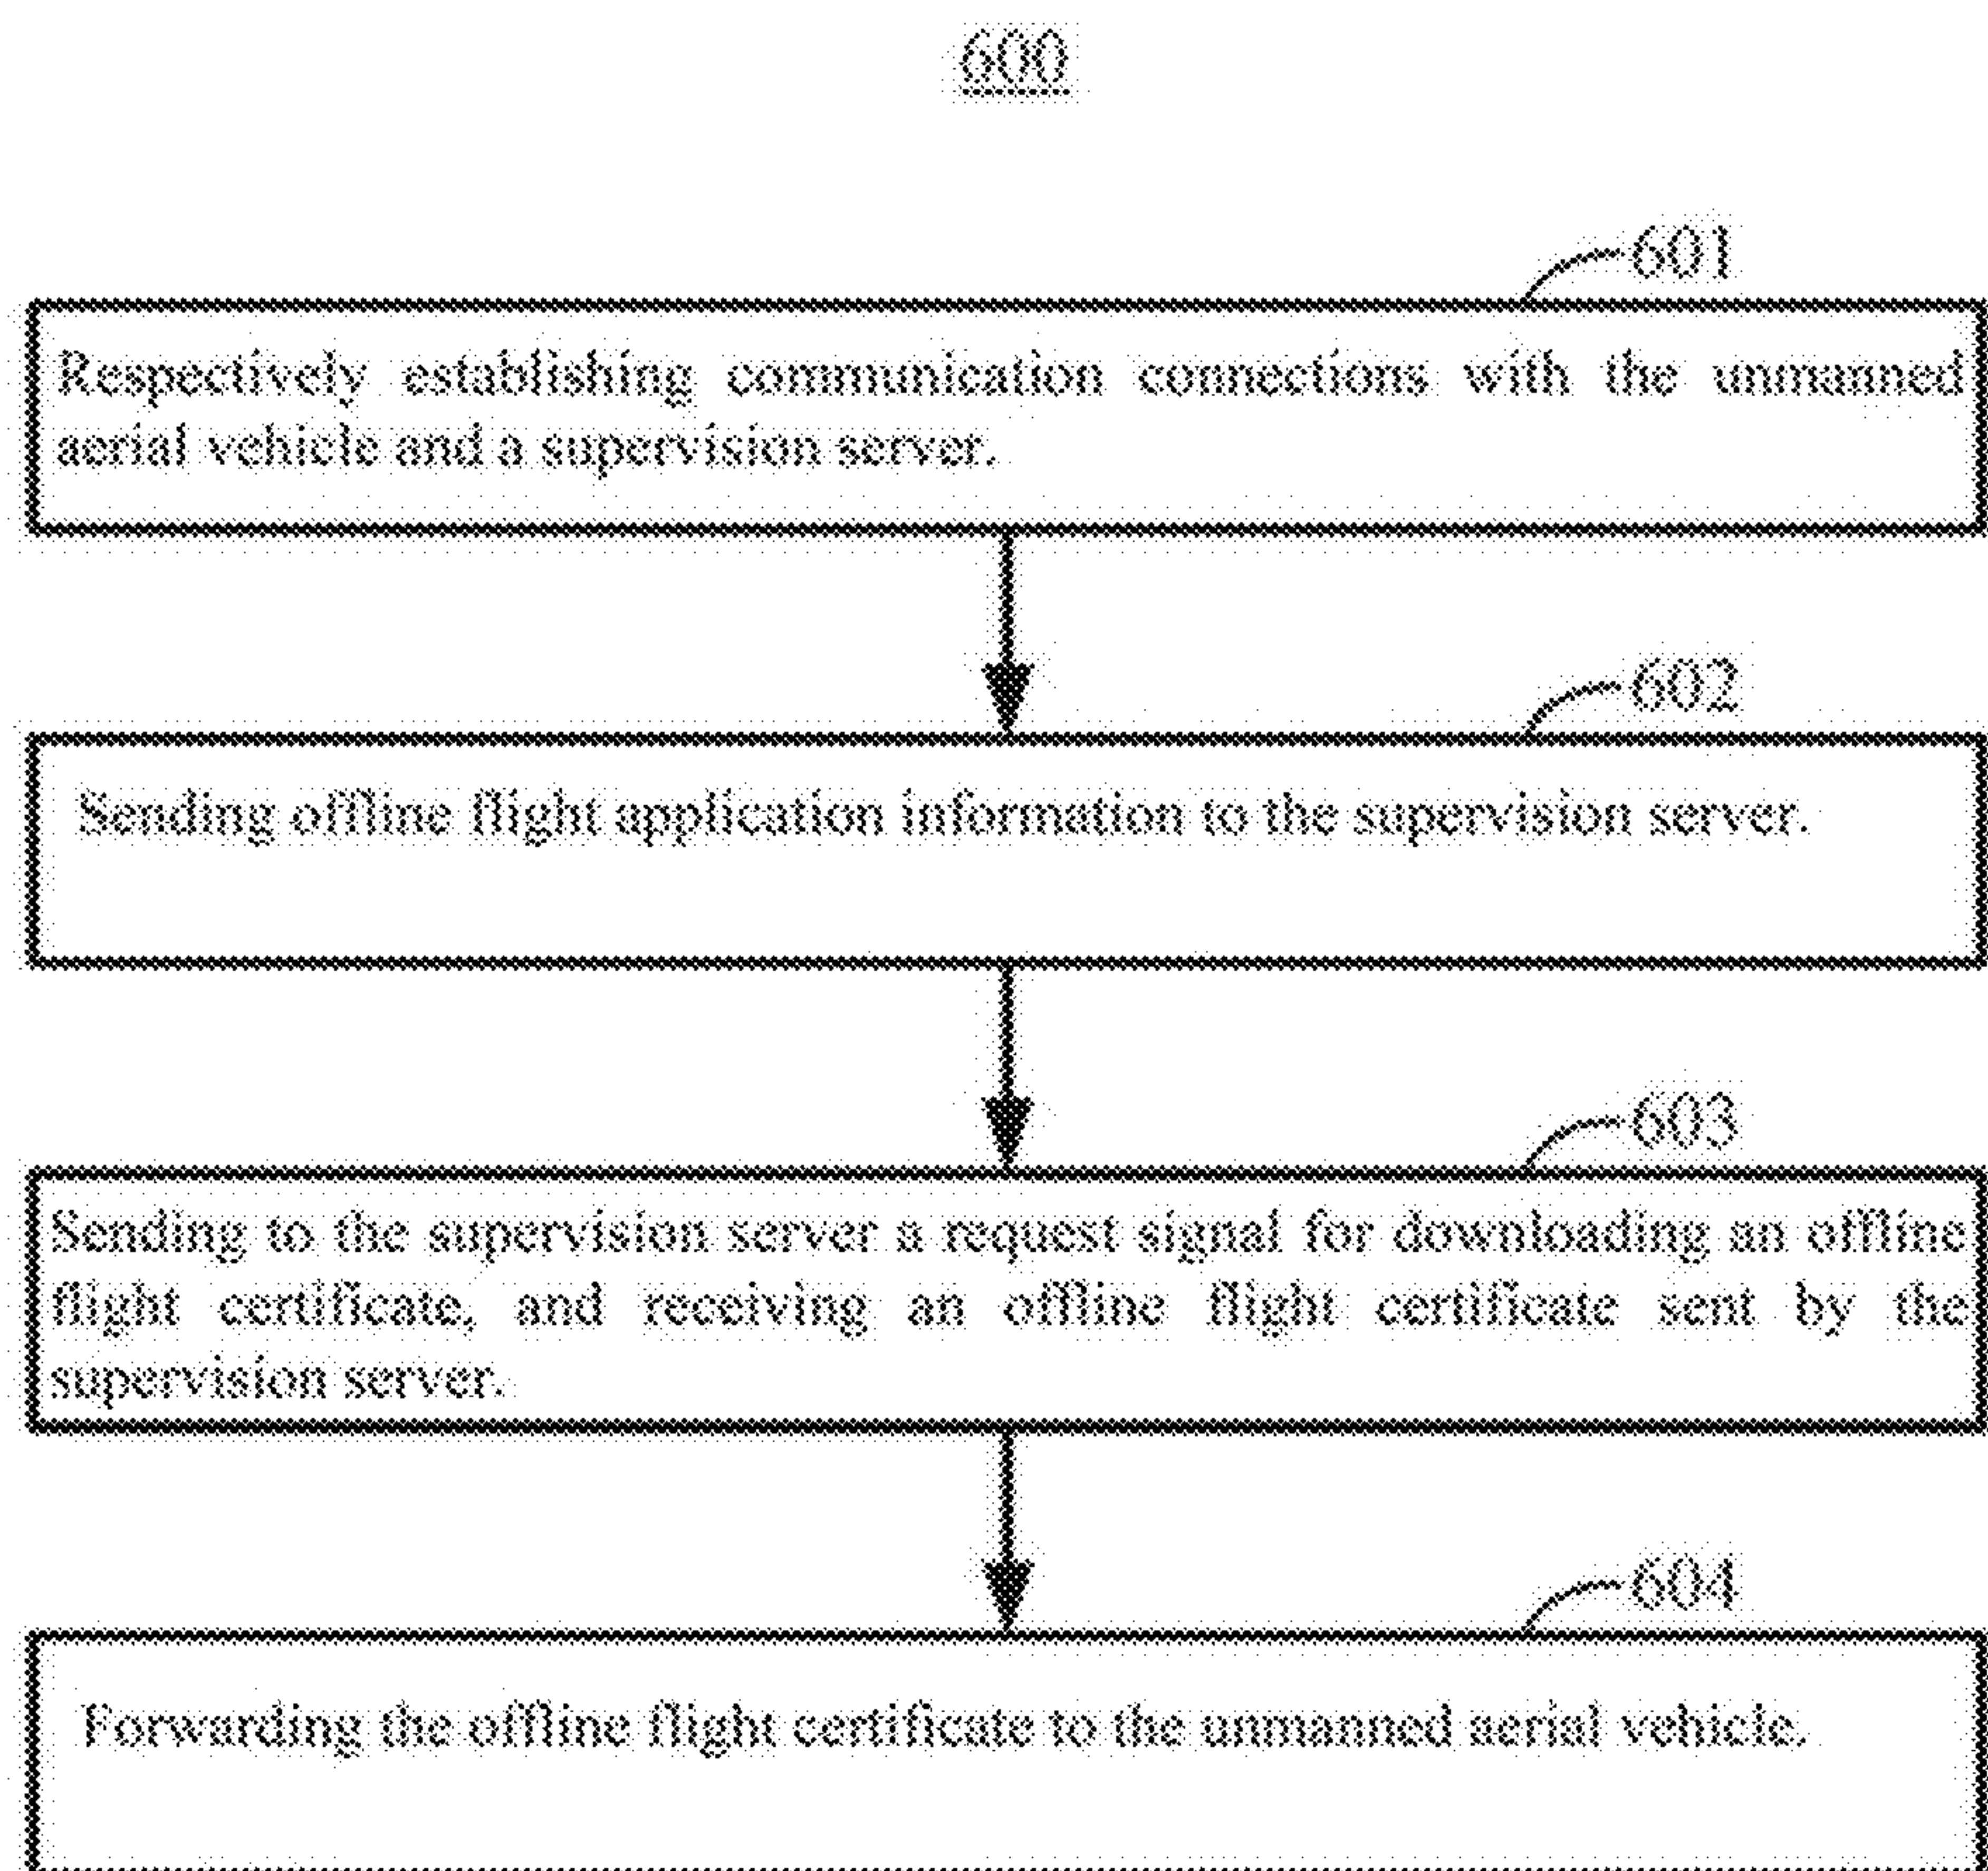 600
601
Respectively establishing communication connections with the unmanned
aerial vehicle and a supervision server.
602
Sending offline flight application information to the supervision server.
603
Sending to the supervision server a request signal for downloading an offline
flight certificate, and receiving an offline flight certificate sent by the
supervision server.
604
Forwarding the offline flight certificate to the unmanned aerial vehicle.